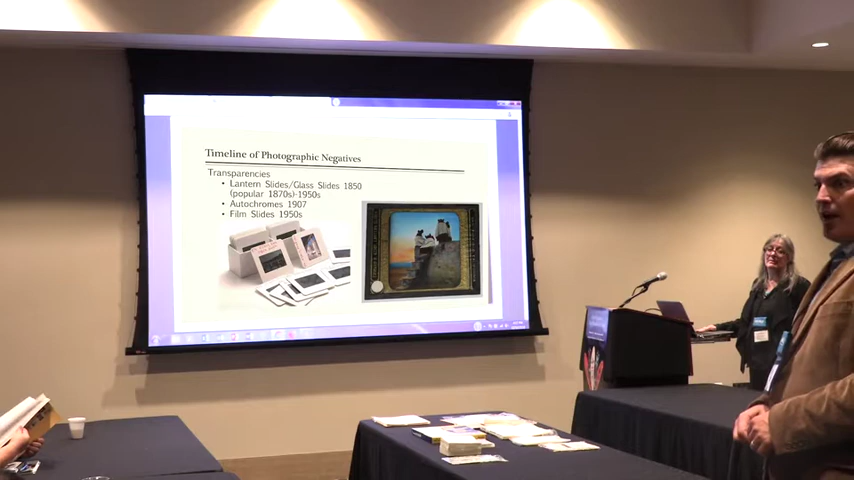 Timeline of Photographic Negatives
Transparencies
• Lantern Slides/Glass Slides 1850
(popular 1870s)-1950s
• Autochromes 1907
• Film Slides 1950s